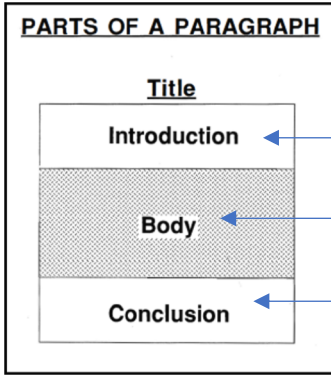 PARTS OF A PARAGRAPH
Title
Introduction
Body
Conclusion